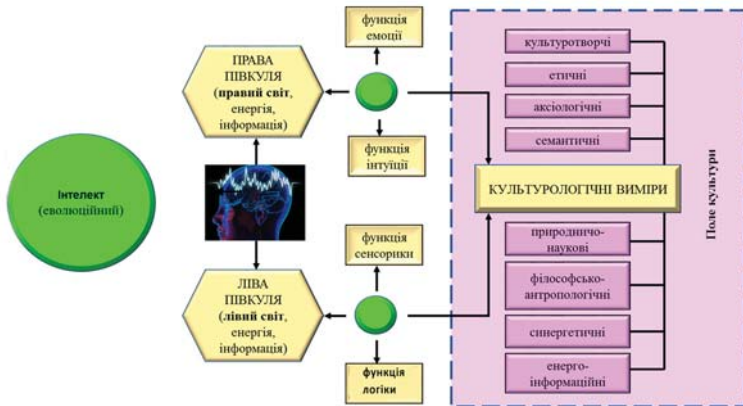 Інтелект
(еволюційний)
ПРАВА
ПІВКУЛЯ
(правий світ,
енергія,
інформація)
ЛІВА
ПІВКУЛЯ
(лівий світ,
енергія,
інформація)
функція
емоції
функція
інтуїції
функція
сенсорики
функція
логіки
культуротворчі
етичні
аксіологічні
семантичні
КУЛЬТУРОЛОГІЧНІ ВИМІРИ
природничо-
наукові
філософсько-
антропологічні
синергетичні
енерго-
інформаційні
Поле культури